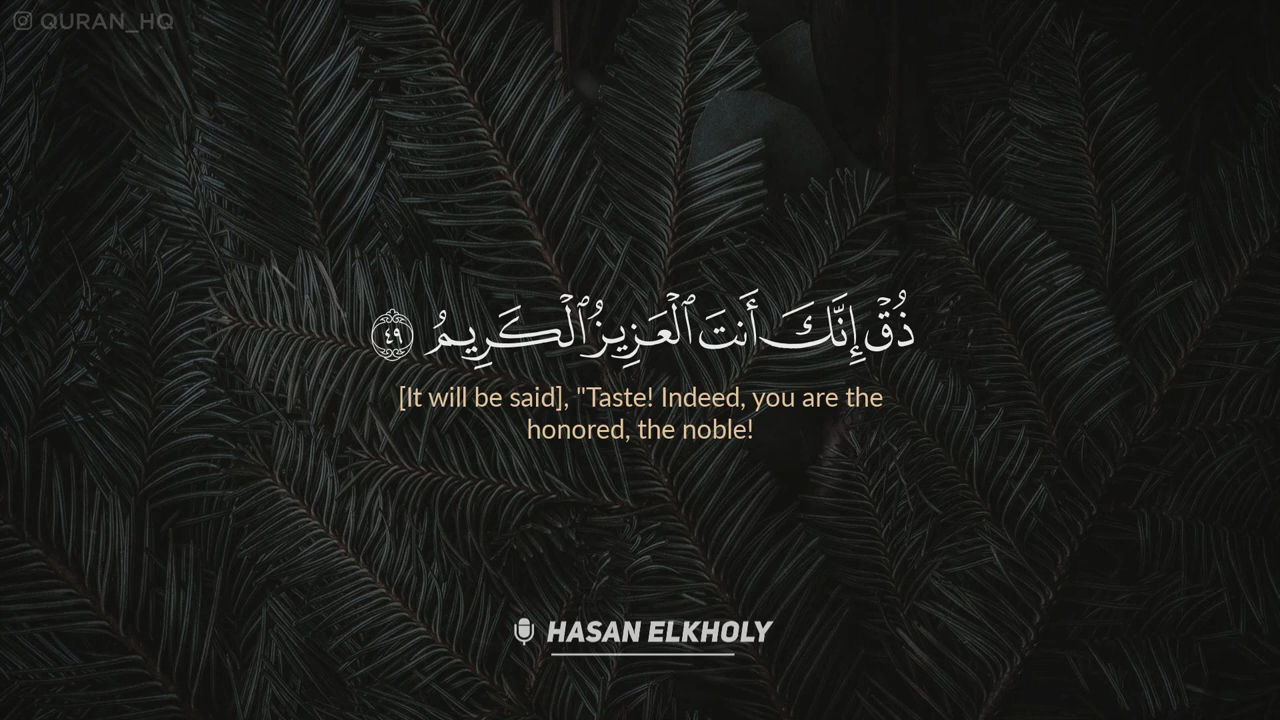 QURAN_HQ
ذُقْ إِنَّكَ أَنتَ ٱلْعَزِيزُ ٱلْكَرِيمُ ٤٩
[It will be said], "Taste! Indeed, you are the
honored, the noble!
HASAN ELKHOLY